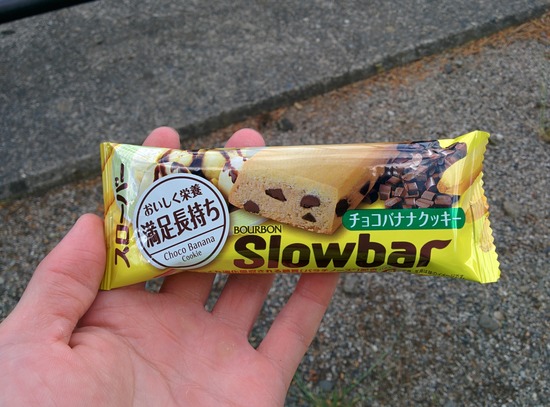 スローバー
おいしく栄養
満足長持ち
Choco Banana
Cookie
BOURBON
Slowbar
チョコバナナクッキー